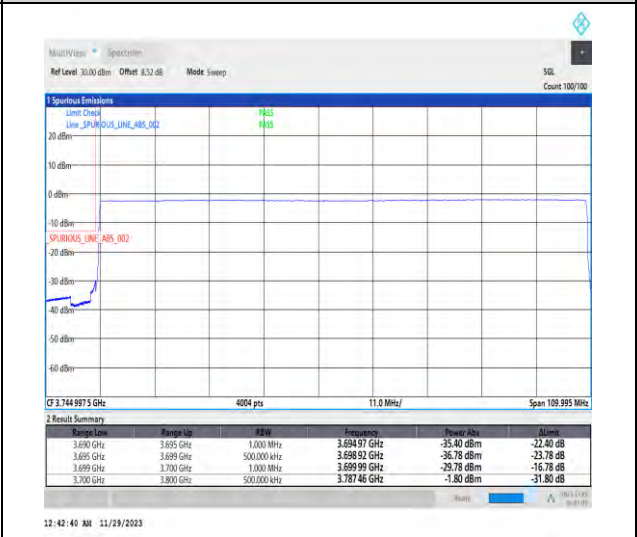 MultiView Spectrum
Ref Level 30.00 dBm Offset 8.52 dB Mode Sweep SGL
Count 100/100
1 Spurious Emissions
Limit Check PASS
Line _SPURIOUS_LINE_ABS_002 PASS
20 dBm
10 dBm
0 dBm
-10 dBm
_SPURIOUS_LINE_ABS_002
-20 dBm
-30 dBm
-40 dBm
-50 dBm
-60 dBm
CF 3.744 997 5 GHz 4004 pts 11.0 MHz/ Span 109.995 MHz
2 Result Summary
Range Low Range Up RBW Frequency Power Abs ΔLimit
3.690 GHz 3.695 GHz 1.000 MHz 3.694 97 GHz -35.40 dBm -22.40 dB
3.695 GHz 3.699 GHz 500.000 kHz 3.698 92 GHz -36.78 dBm -23.78 dB
3.699 GHz 3.700 GHz 1.000 MHz 3.699 99 GHz -29.78 dBm -16.78 dB
3.700 GHz 3.800 GHz 500.000 kHz 3.787 46 GHz -1.80 dBm -31.80 dB
Ready
12:42:40 AM 11/29/2023